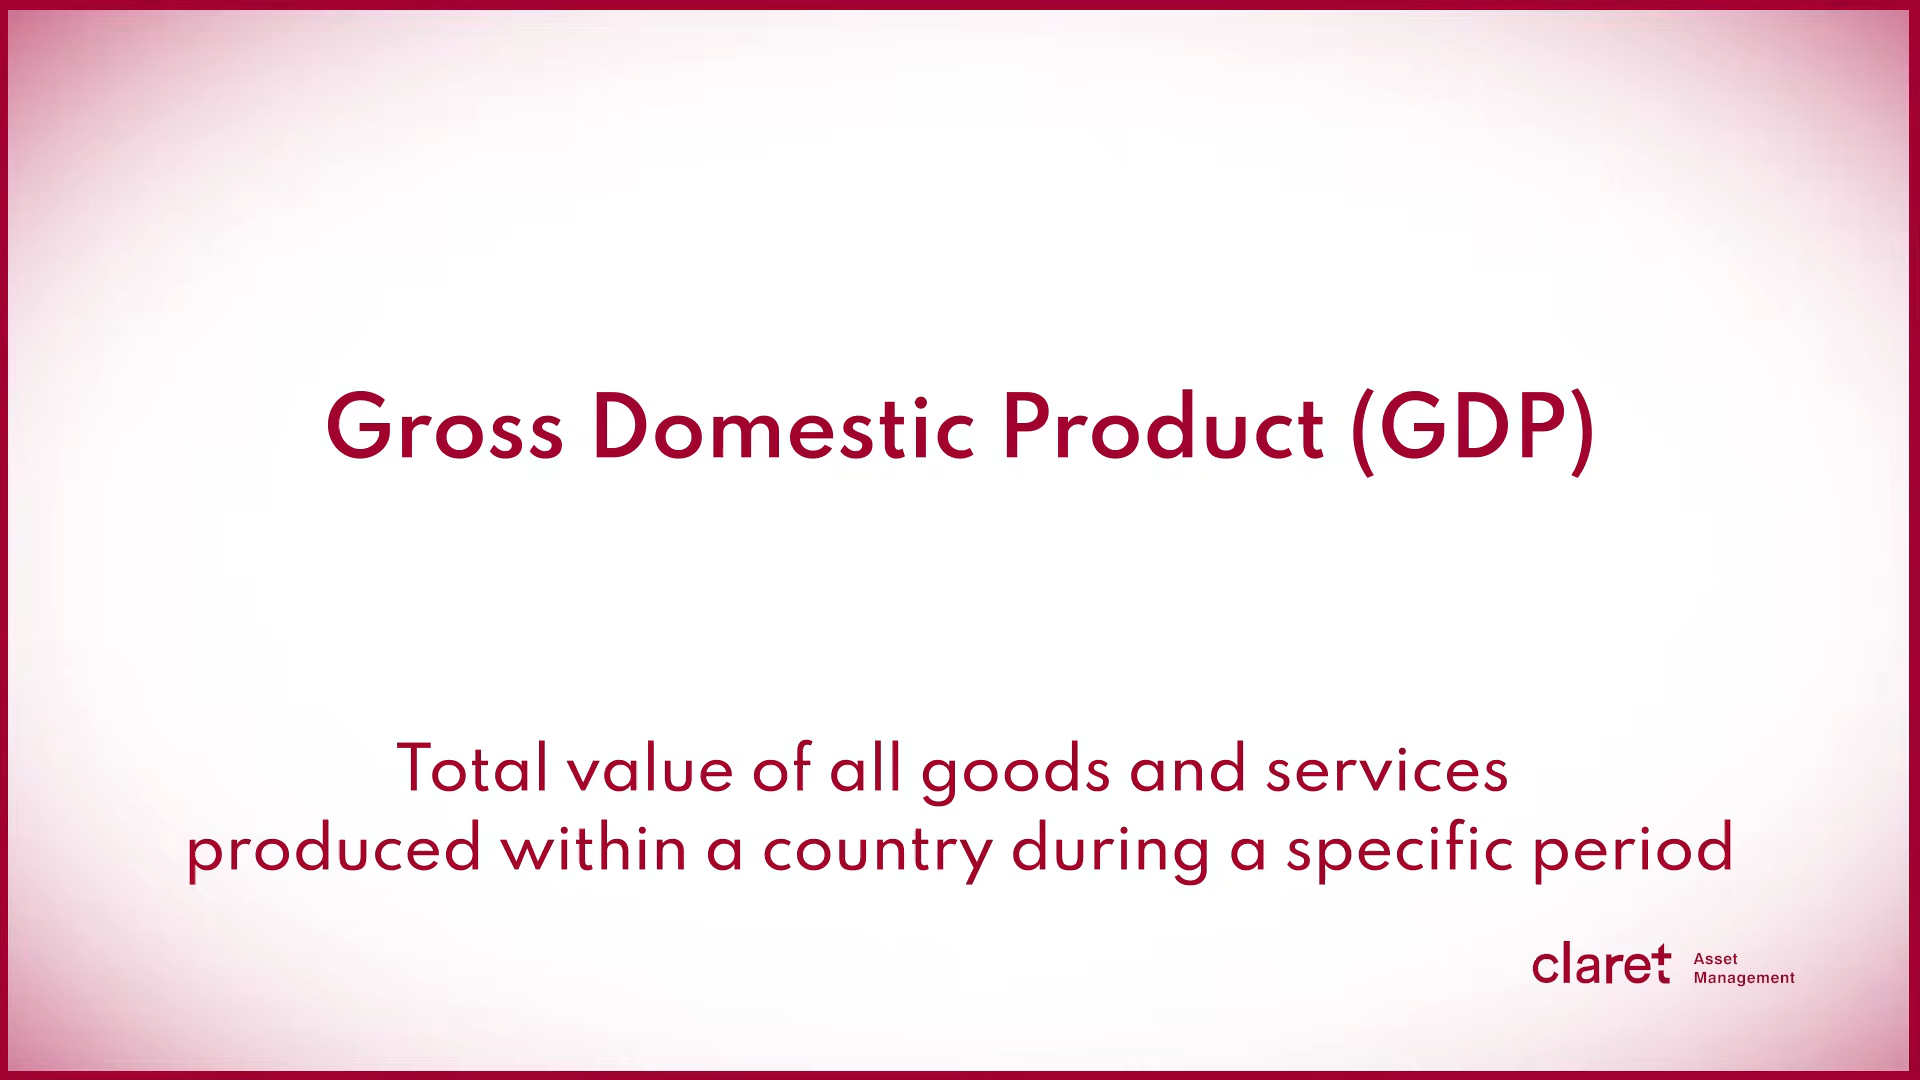 Gross Domestic Product (GDP)
Total value of all goods and services
produced within a country during a specific period
claret
Asset
Management